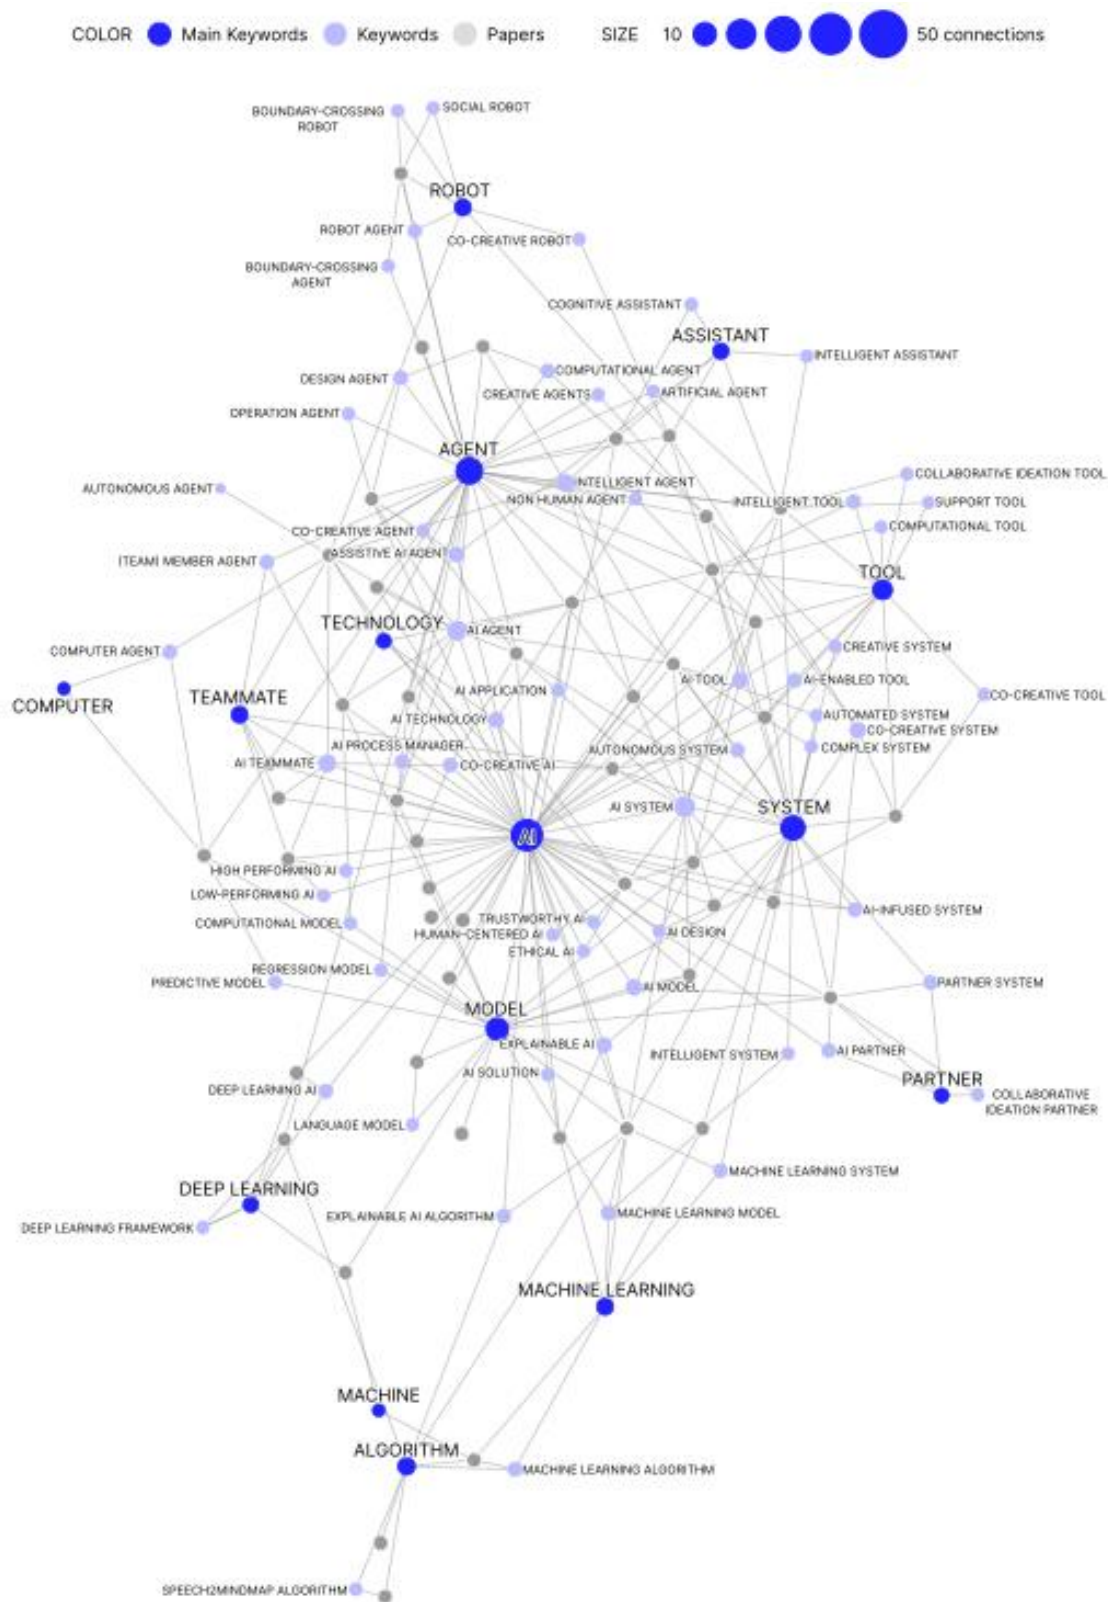 COLOR Main Keywords Keywords Papers SIZE 10 50 connections
BOUNDARY-CROSSING
ROBOT
SOCIAL ROBOT
ROBOT
ROBOT AGENT
CO-CREATIVE ROBOT
BOUNDARY-CROSSING
AGENT
COGNITIVE ASSISTANT
ASSISTANT
INTELLIGENT ASSISTANT
COMPUTATIONAL AGENT
DESIGN AGENT
CREATIVE AGENTS
ARTIFICIAL AGENT
OPERATION AGENT
AGENT
COLLABORATIVE IDEATION TOOL
INTELLIGENT AGENT
AUTONOMOUS AGENT
NON HUMAN AGENT
INTELLIGENT TOOL
SUPPORT TOOL
COMPUTATIONAL TOOL
CO-CREATIVE AGENT
ASSISTIVE AI AGENT
(TEAM) MEMBER AGENT
TOOL
TECHNOLOGY
AI AGENT
CREATIVE SYSTEM
COMPUTER AGENT
AI-TOOL
AI-ENABLED TOOL
COMPUTER
TEAMMATE
AI APPLICATION
CO-CREATIVE TOOL
AI TECHNOLOGY
AUTOMATED SYSTEM
CO-CREATIVE SYSTEM
AI PROCESS MANAGER
AUTONOMOUS SYSTEM
COMPLEX SYSTEM
AI TEAMMATE
CO-CREATIVE AI
AI SYSTEM
SYSTEM
AI
HIGH PERFORMING AI
LOW-PERFORMING AI
AI-INFUSED SYSTEM
COMPUTATIONAL MODEL
TRUSTWORTHY AI
HUMAN-CENTERED AI
AI DESIGN
ETHICAL AI
REGRESSION MODEL
PREDICTIVE MODEL
AI MODEL
PARTNER SYSTEM
MODEL
EXPLAINABLE AI
INTELLIGENT SYSTEM
AI PARTNER
AI SOLUTION
PARTNER
DEEP LEARNING AI
COLLABORATIVE
IDEATION PARTNER
LANGUAGE MODEL
MACHINE LEARNING SYSTEM
DEEP LEARNING
EXPLAINABLE AI ALGORITHM
MACHINE LEARNING MODEL
DEEP LEARNING FRAMEWORK
MACHINE LEARNING
MACHINE
ALGORITHM
MACHINE LEARNING ALGORITHM
SPEECH2MINDMAP ALGORITHM